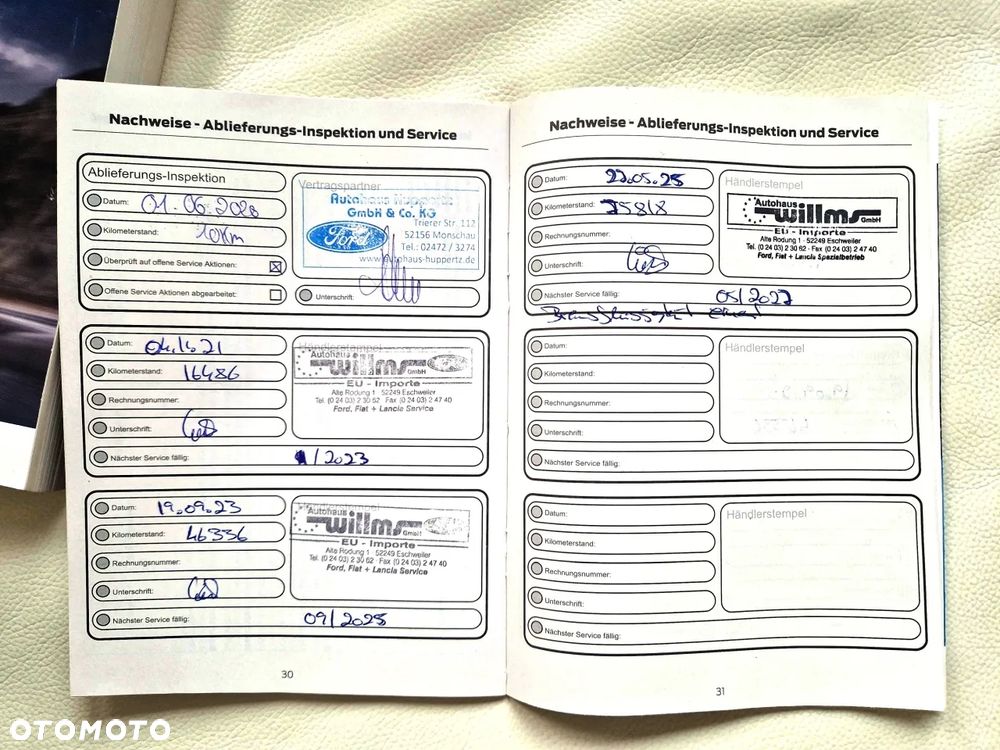 Nachweise - Ablieferungs-Inspektion und Service
Ablieferungs-Inspektion
Datum: 01.06.2020
Kilometerstand: 10Km
Überprüft auf offene Service Aktionen:
Offene Service Aktionen abgearbeitet:
Vertragspartner
Autohaus Huppertz
GmbH & Co. KG
Trierer Str. 112
52156 Monschau
Tel.: 02472 / 3274
www.autohaus-huppertz.de
Ford
Unterschrift:
Datum:
Kilometerstand: 16486
Rechnungsnummer:
Unterschrift:
Händlerstempel
Autohaus
willms GmbH
EU - Importe
Alte Rodung 1 · 52249 Eschweiler
Tel. (0 24 03) 2 30 62 · Fax (0 24 03) 2 47 40
Ford, Fiat + Lancia Service
Nächster Service fällig: /2023
Datum: 19.09.23
Kilometerstand: 46336
Rechnungsnummer:
Unterschrift:
Händlerstempel
Autohaus
willms GmbH
EU - Importe
Alte Rodung 1 · 52249 Eschweiler
Tel. (0 24 03) 2 30 62 · Fax (0 24 03) 2 47 40
Ford, Fiat + Lancia Service
Nächster Service fällig: 09/2025
30
Nachweise - Ablieferungs-Inspektion und Service
Datum: 22.05.25
Kilometerstand: 75818
Rechnungsnummer:
Unterschrift:
Händlerstempel
Autohaus
willms GmbH
EU - Importe
Alte Rodung 1 · 52249 Eschweiler
Tel. (0 24 03) 2 30 62 · Fax (0 24 03) 2 47 40
Ford, Fiat + Lancia Spezialbetrieb
Nächster Service fällig: 05/2027
Bremsflüssigkeit
Datum:
Kilometerstand:
Rechnungsnummer:
Unterschrift:
Händlerstempel
Nächster Service fällig:
Datum:
Kilometerstand:
Rechnungsnummer:
Unterschrift:
Händlerstempel
Nächster Service fällig:
31
OTOMOTO